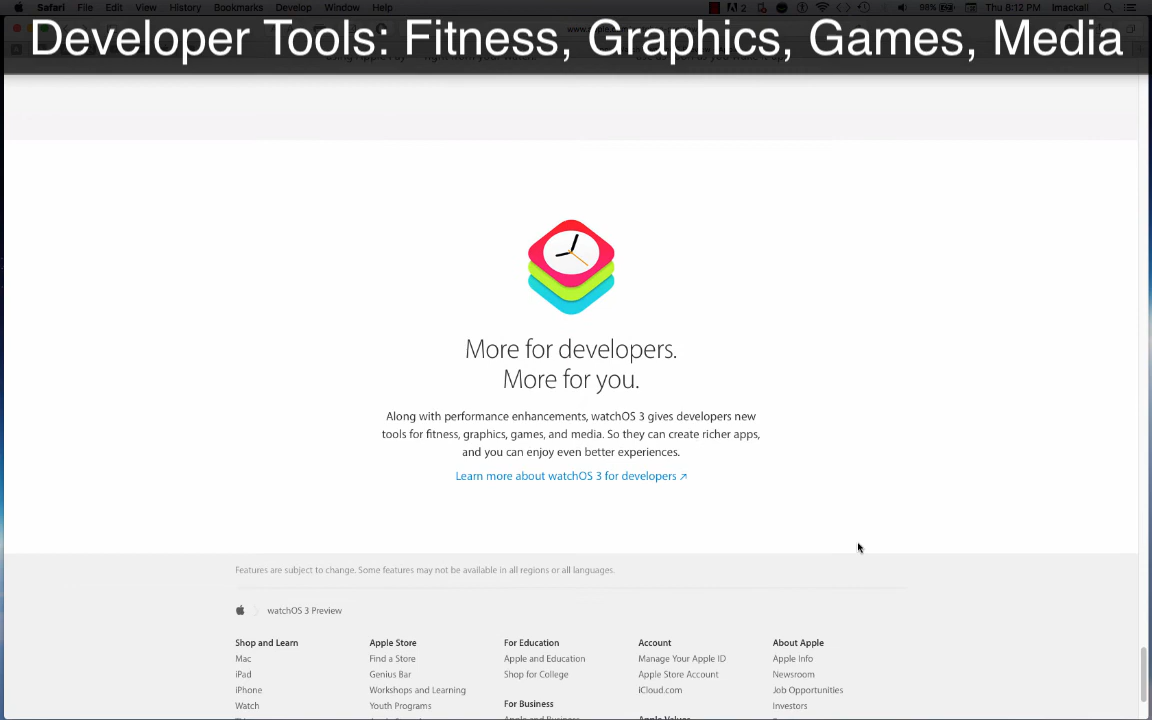 Safari File Edit View History Bookmarks Develop Window Help 2 88% Thu 8:12 PM lmackall
Developer Tools: Fitness, Graphics, Games, Media
More for developers.
More for you.
Along with performance enhancements, watchOS 3 gives developers new
tools for fitness, graphics, games, and media. So they can create richer apps,
and you can enjoy even better experiences.
Learn more about watchOS 3 for developers ↗
Features are subject to change. Some features may not be available in all regions or all languages.
watchOS 3 Preview
Shop and Learn Apple Store For Education Account About Apple
Mac Find a Store Apple and Education Manage Your Apple ID Apple Info
iPad Genius Bar Shop for College Apple Store Account Newsroom
iPhone Workshops and Learning iCloud.com Job Opportunities
Watch Youth Programs For Business Investors